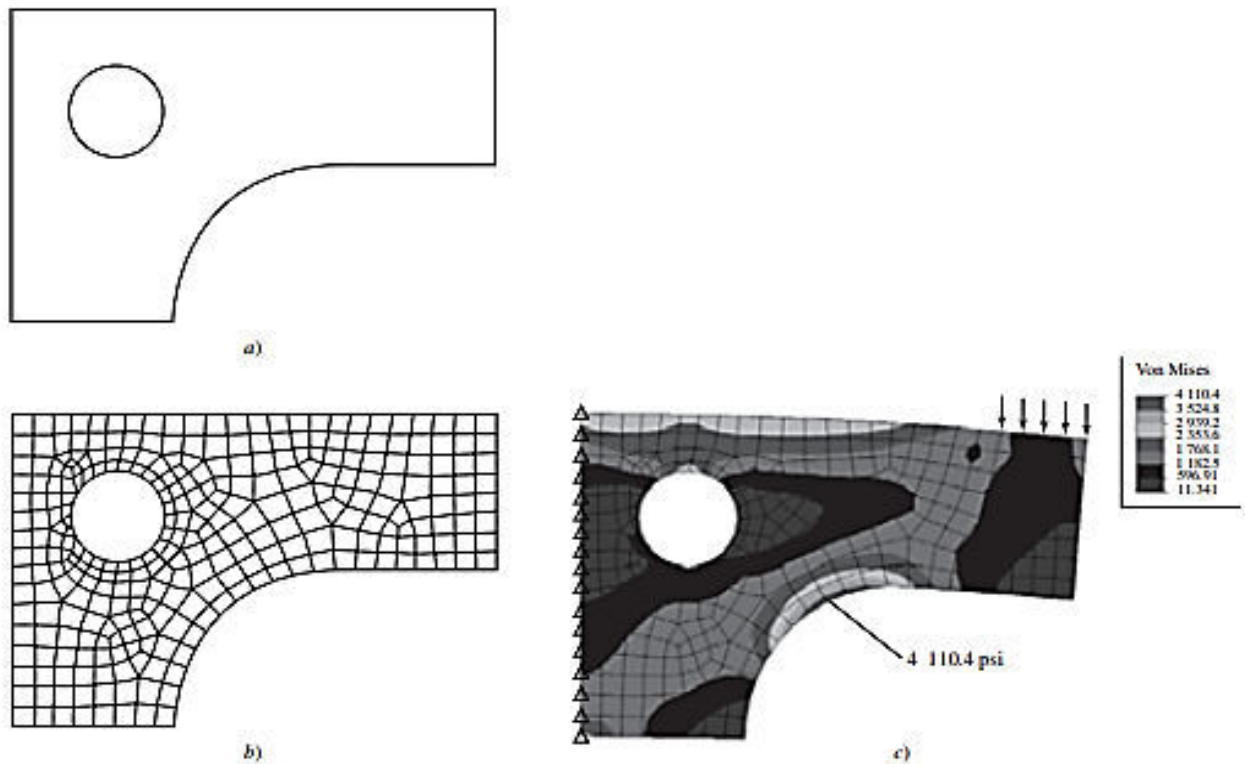 a)
Von Mises
4 110.4
3 524.8
2 939.2
2 353.6
1 768.1
1 182.5
596.91
11.341
4 110.4 psi
b)
c)